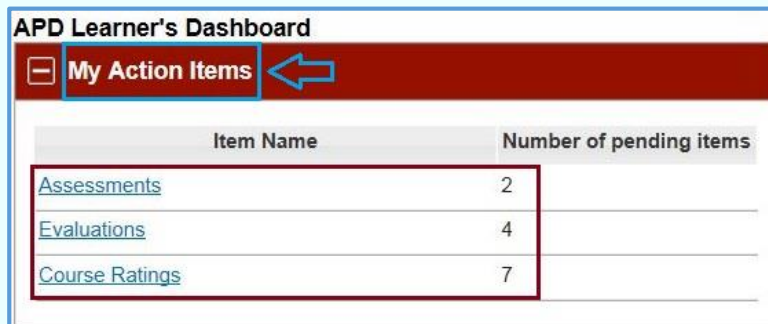 APD Learner's Dashboard
My Action Items
Item Name Number of pending items
Assessments 2
Evaluations 4
Course Ratings 7